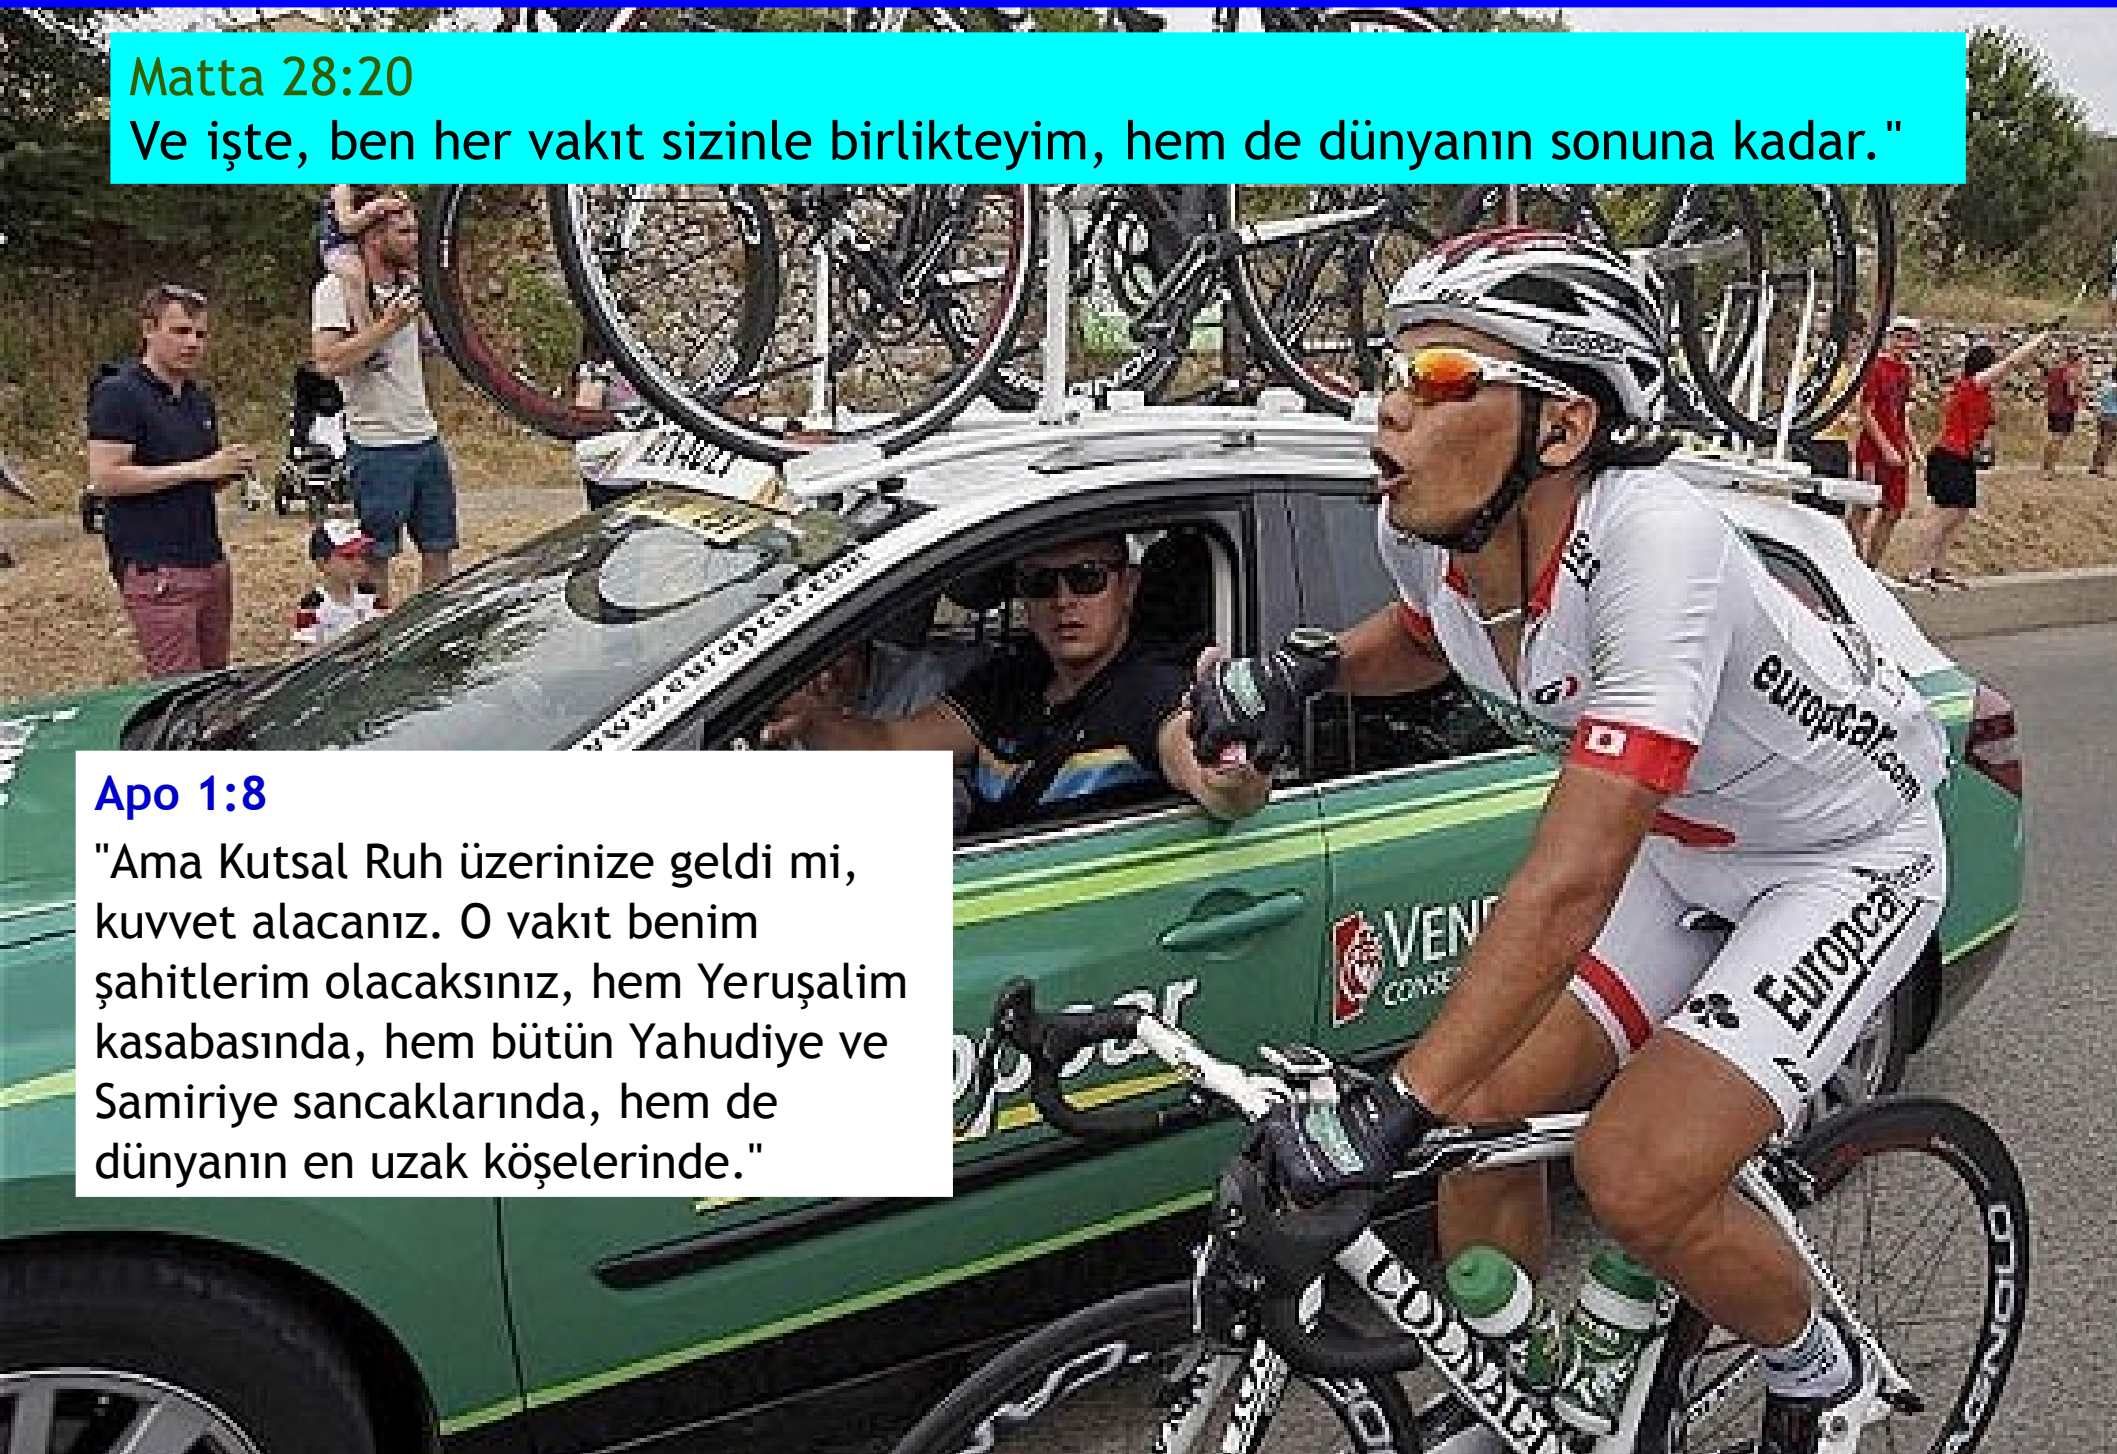 Matta 28:20
Ve işte, ben her vakıt sizinle birlikteyim, hem de dünyanın sonuna kadar."
www.europcar.com
europcar.com
Apo 1:8
"Ama Kutsal Ruh üzerinize geldi mi,
kuvvet alacanız. O vakıt benim
şahitlerim olacaksınız, hem Yeruşalim
kasabasında, hem bütün Yahudiye ve
Samiriye sancaklarında, hem de
dünyanın en uzak köşelerinde."
Europcar
COLNAGO